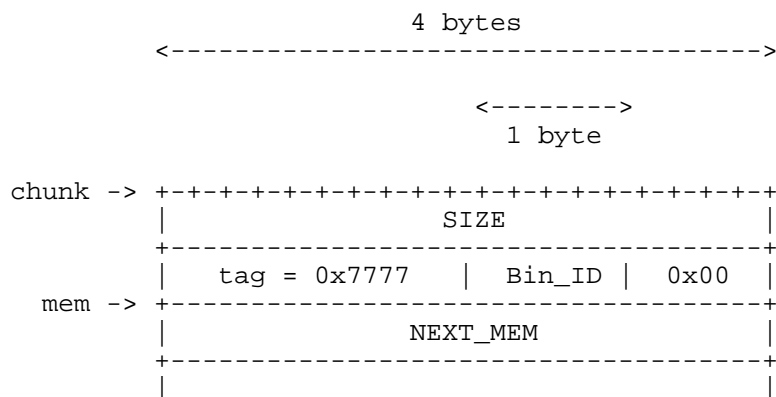 4 bytes
<------------------------------------->
<-------->
1 byte
chunk -> +-+-+-+-+-+-+-+-+-+-+-+-+-+-+-+-+-+-+-+
| SIZE |
+-------------------------------------+
| tag = 0x7777 | Bin_ID | 0x00 |
mem -> +-------------------------------------+
| NEXT_MEM |
+-------------------------------------+
| |